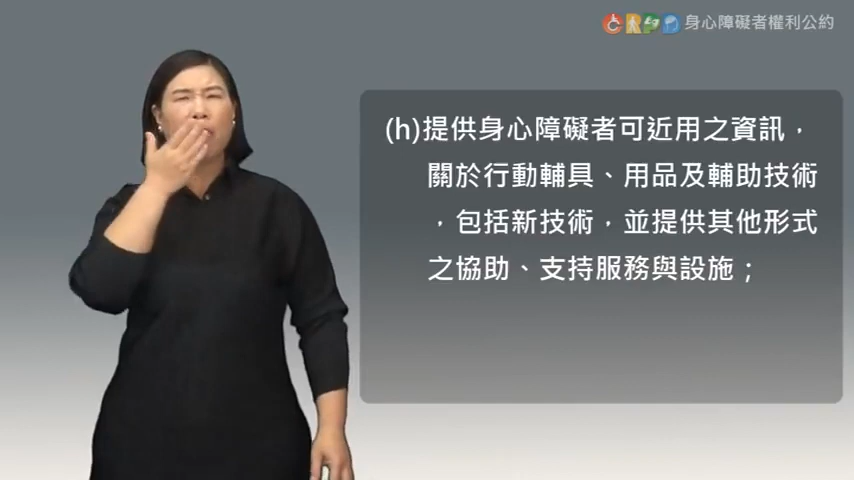 CRPD 身心障礙者權利公約
(h)提供身心障礙者可近用之資訊，
關於行動輔具、用品及輔助技術
，包括新技術，並提供其他形式
之協助、支持服務與設施；